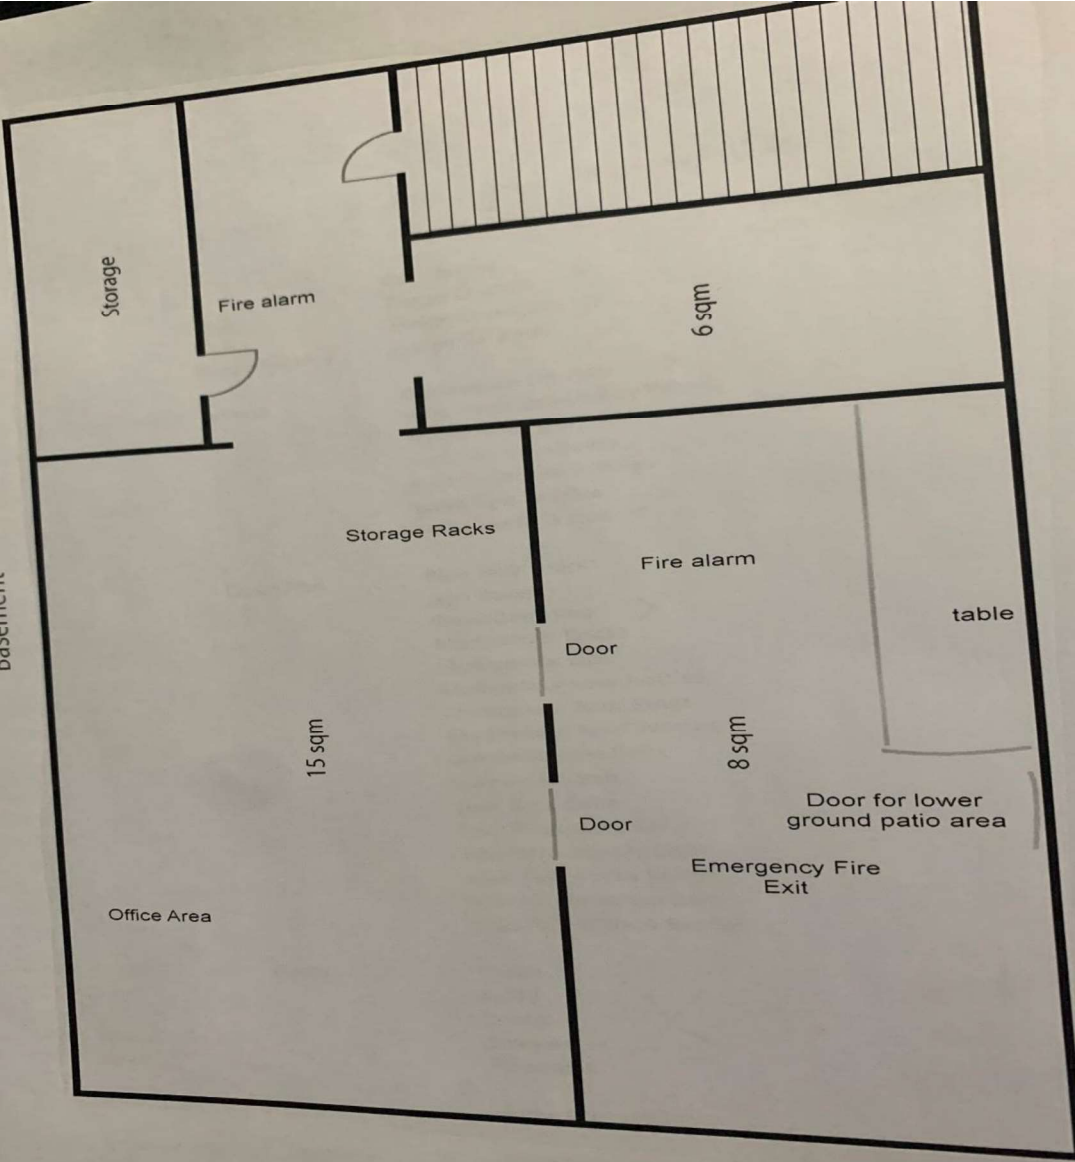 Storage
Fire alarm
6 sqm
Storage Racks
Fire alarm
table
Door
15 sqm
8 sqm
Door for lower
ground patio area
Door
Emergency Fire
Exit
Office Area